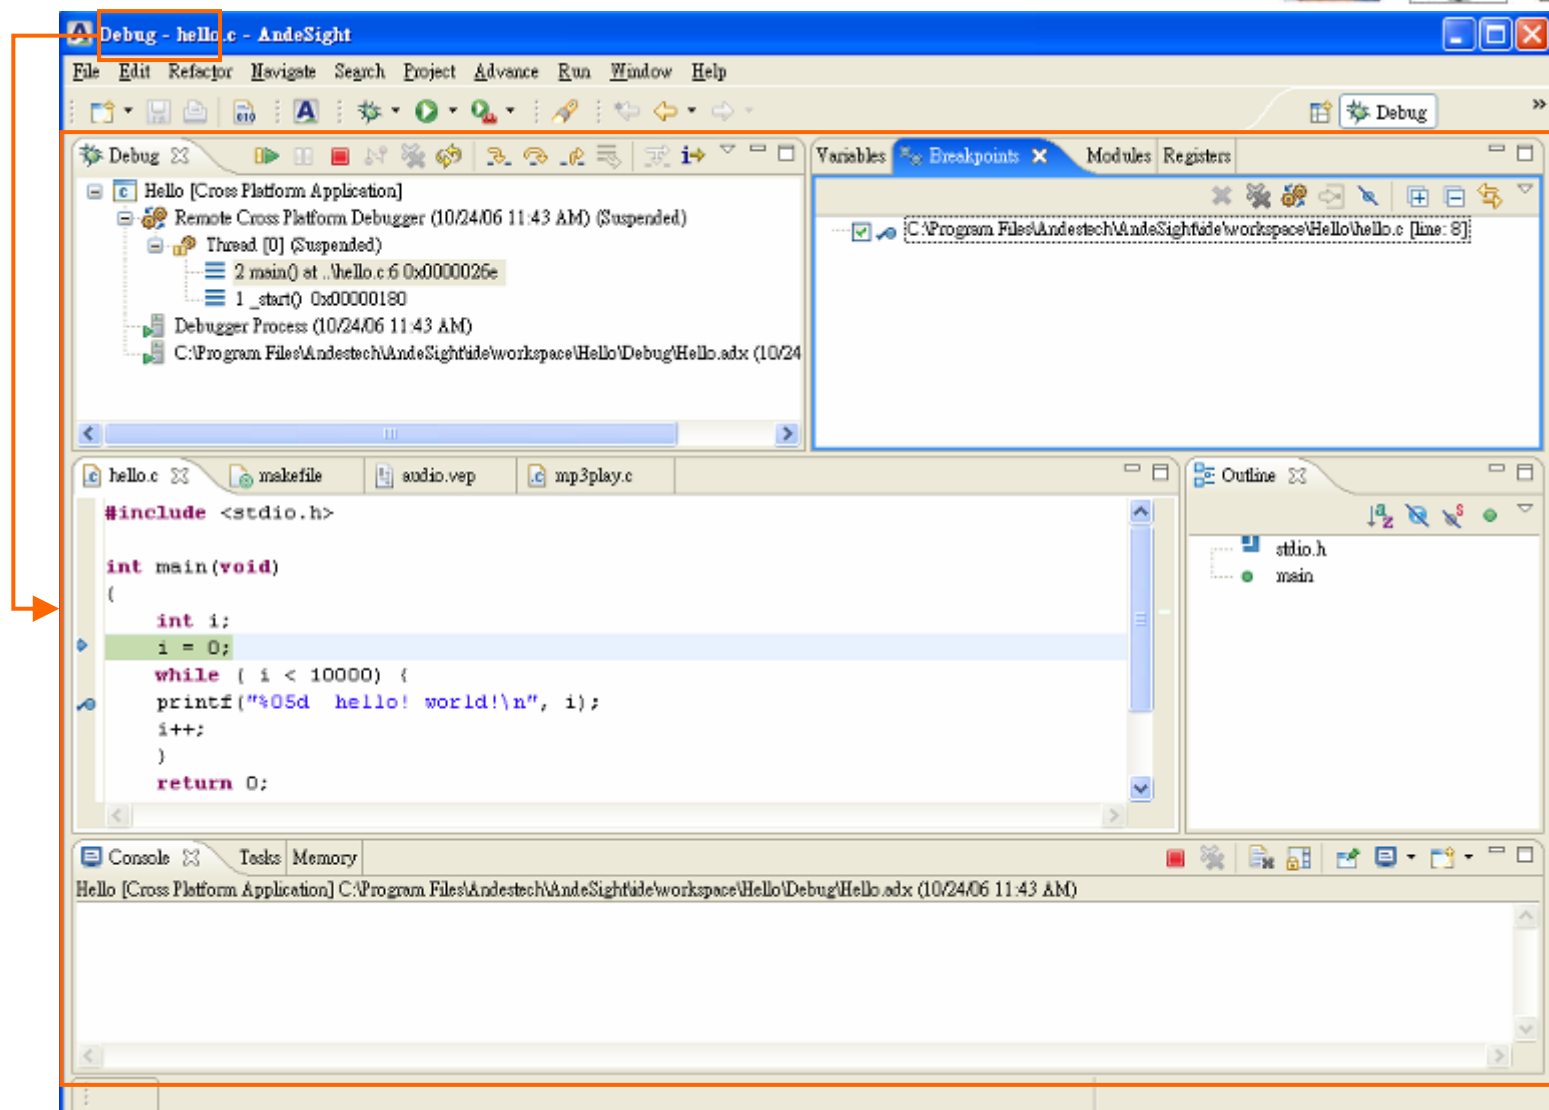 Debug - hello.c - AndeSight
File Edit Refactor Navigate Search Project Advance Run Window Help
010 A Debug »
Debug
Variables Breakpoints Modules Registers
Hello [Cross Platform Application]
Remote Cross Platform Debugger (10/24/06 11:43 AM) (Suspended)
Thread [0] (Suspended)
2 main() at ..\hello.c:6 0x0000026e
1 _start() 0x00000180
Debugger Process (10/24/06 11:43 AM)
C:\Program Files\Andestech\AndeSight\ide\workspace\Hello\Debug\Hello.adx (10/24
C:\Program Files\Andestech\AndeSight\ide\workspace\Hello\hello.c [line: 8]
hello.c makefile audio.vep mp3play.c
#include <stdio.h>
int main(void)
{
int i;
i = 0;
while ( i < 10000) {
printf("%05d  hello! world!\n", i);
i++;
}
return 0;
Outline
stdio.h
main
Console Tasks Memory
Hello [Cross Platform Application] C:\Program Files\Andestech\AndeSight\ide\workspace\Hello\Debug\Hello.adx (10/24/06 11:43 AM)